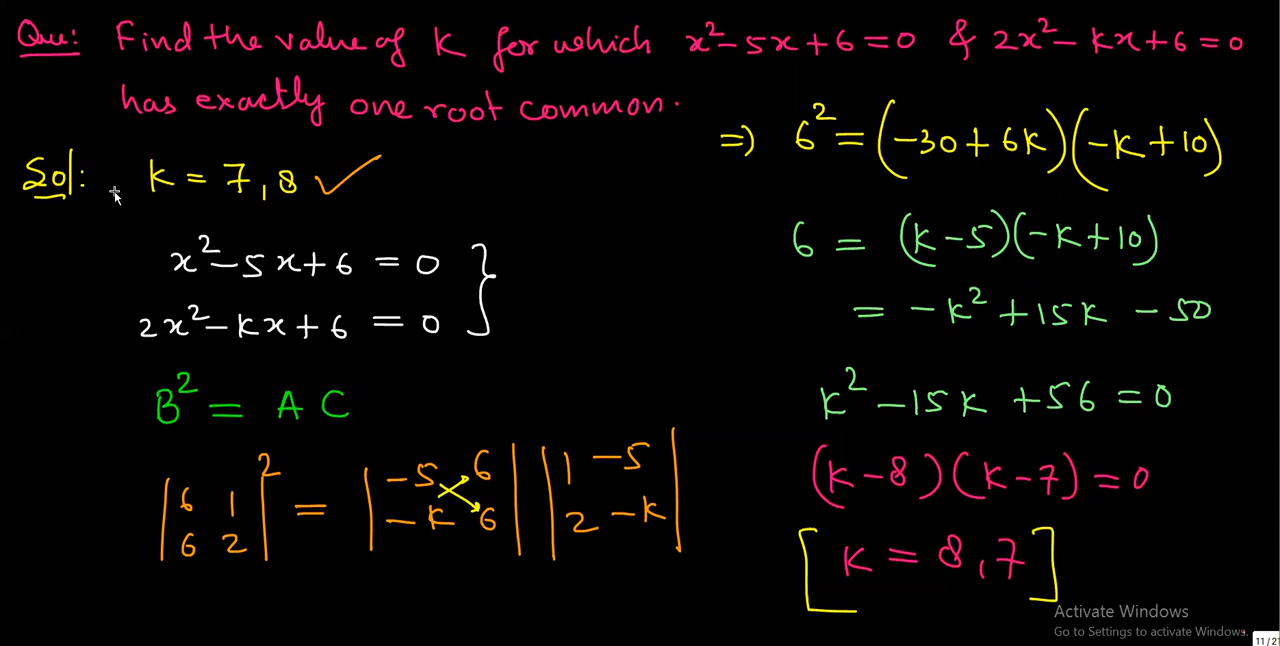 Que: Find the value of K for which x²-5x+6=0 & 2x²-kx+6=0
has exactly one root common.
Sol: k = 7, 8 ✓
x²-5x+6 = 0
2x²-kx+6 = 0 }
B² = A C
|6 1|² = |-5 6| |1 -5|
|6 2| |-k 6| |2 -k|
=> 6² = (-30+6k)(-k+10)
6 = (k-5)(-k+10)
= -k²+15k-50
k²-15k+56=0
(k-8)(k-7)=0
[k = 8,7]
Activate Windows
Go to Settings to activate Windows.
11/21